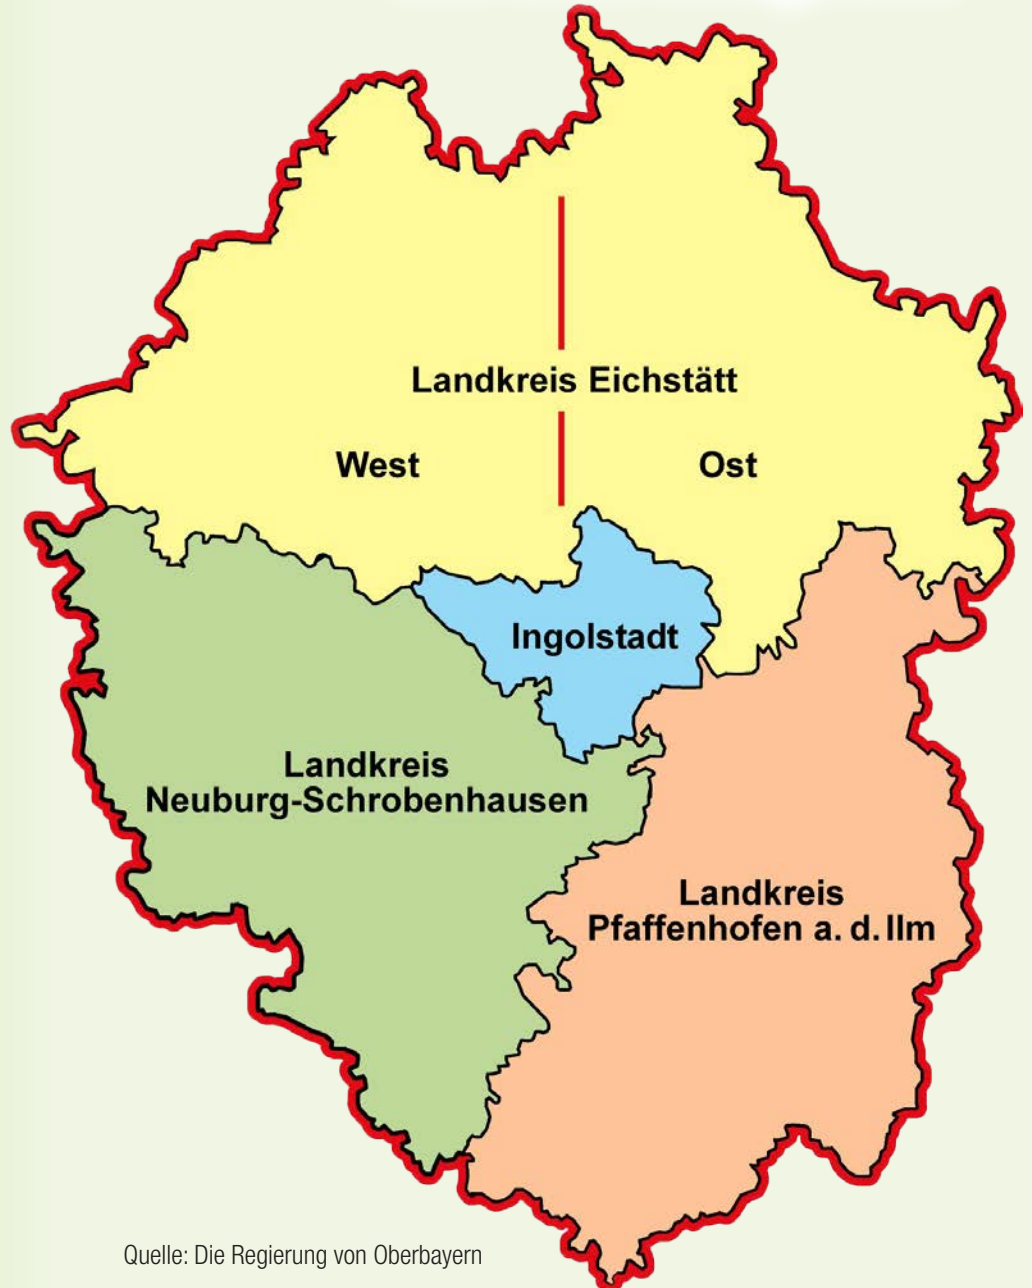 Landkreis Eichstätt
West
Ost
Ingolstadt
Landkreis
Neuburg-Schrobenhausen
Landkreis
Pfaffenhofen a. d. Ilm
Quelle: Die Regierung von Oberbayern